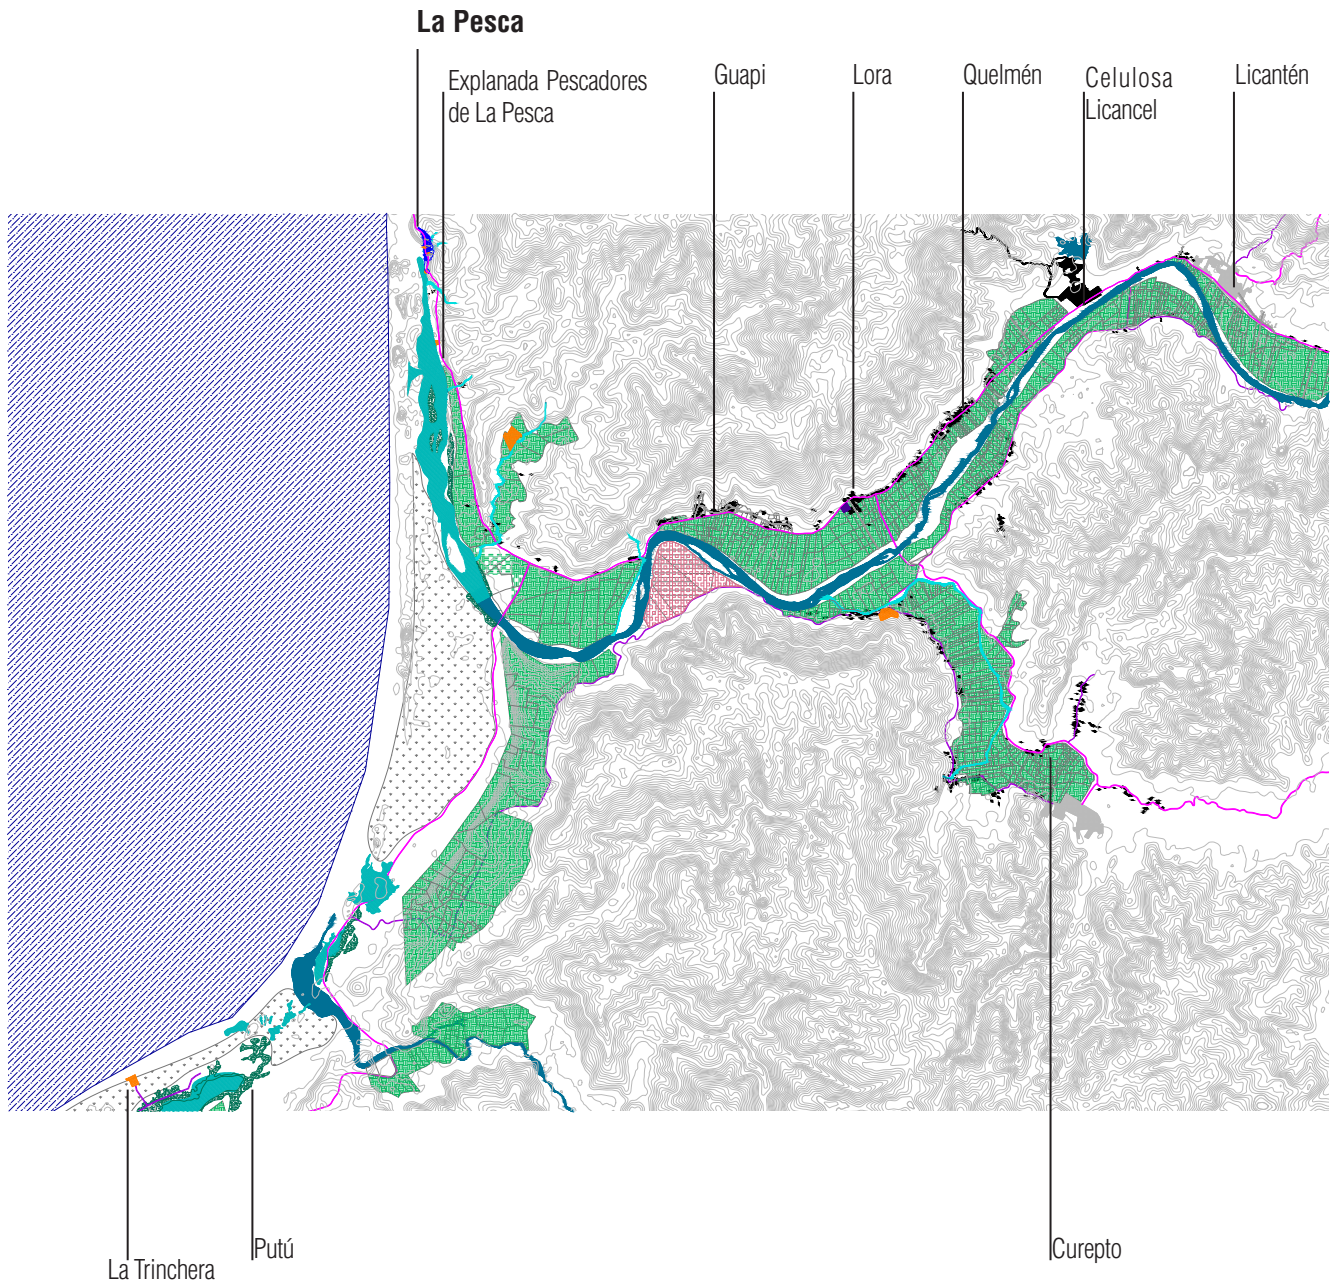 La Pesca
Explanada Pescadores
de La Pesca
Guapi
Lora
Quelmén
Celulosa
Licancel
Licantén
La Trinchera
Putú
Curepto